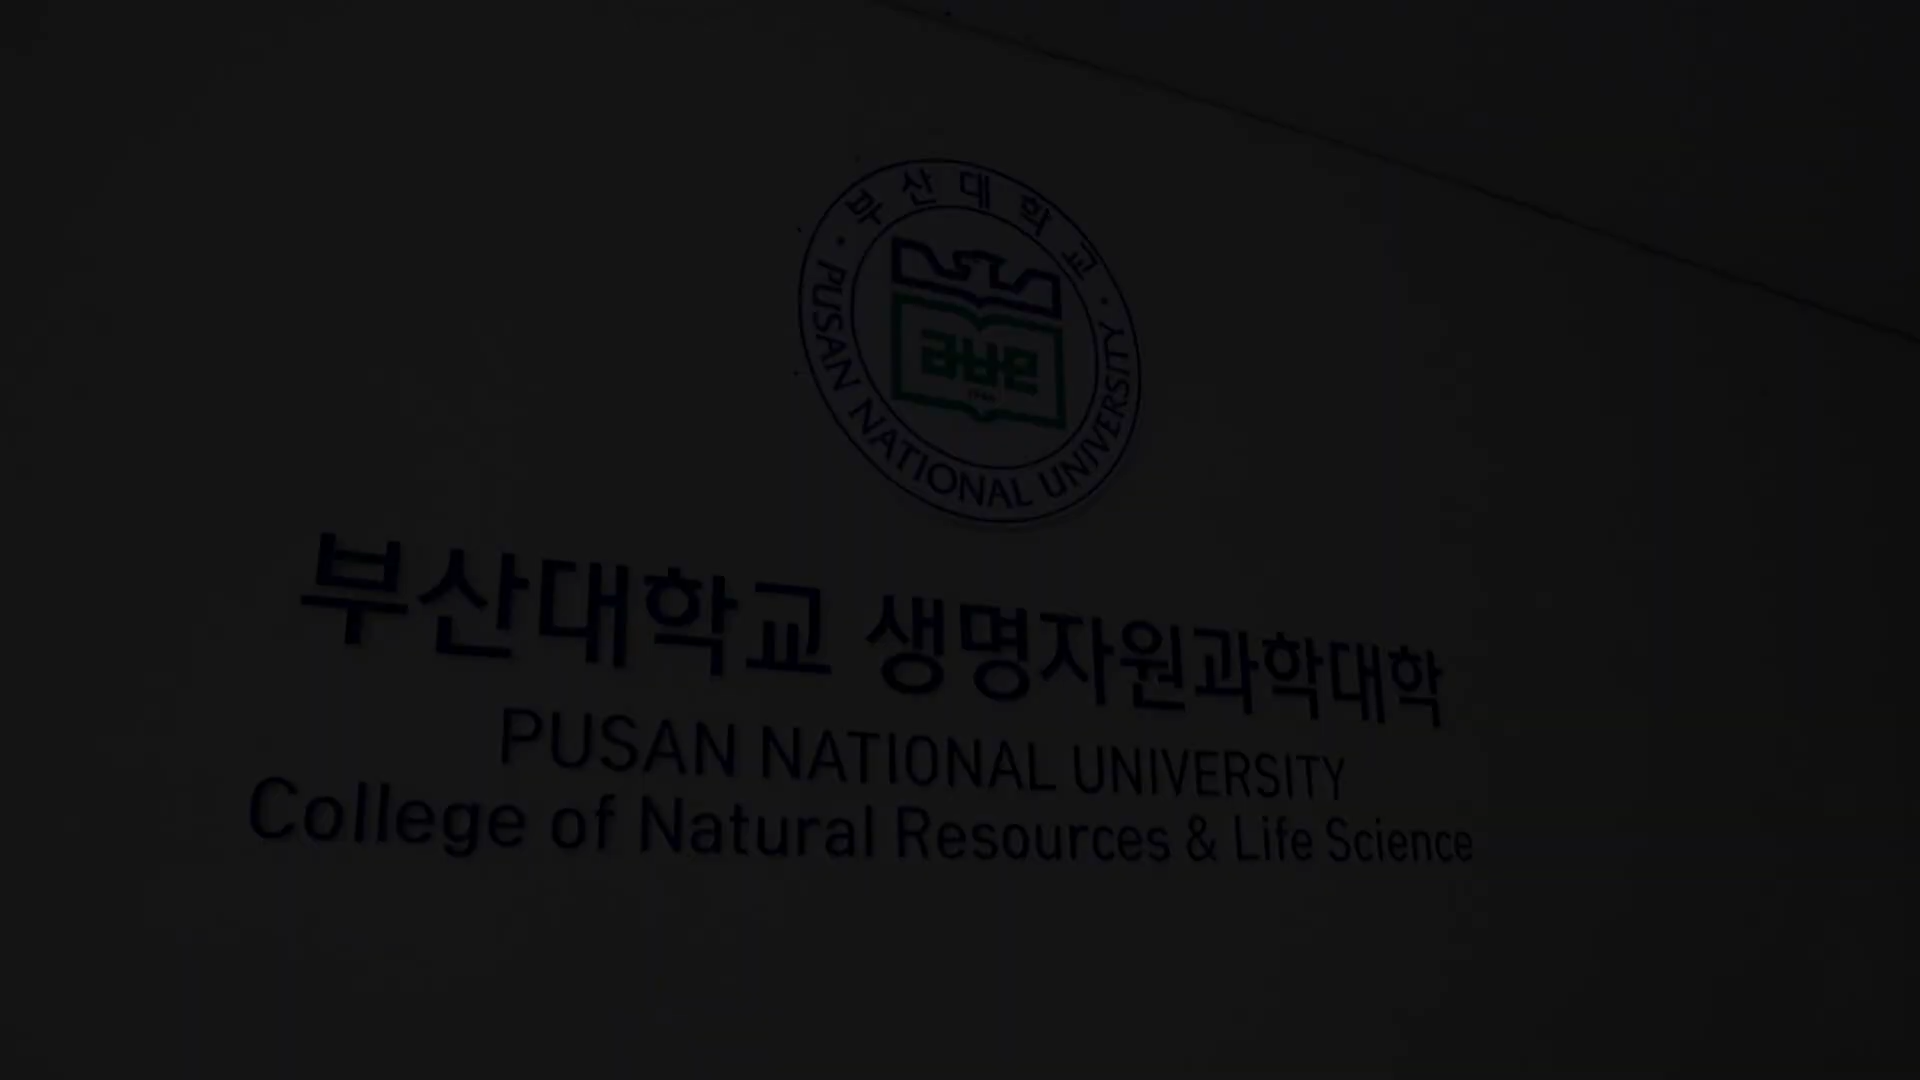 부산대학교
PUSAN NATIONAL UNIVERSITY
부산대학교 생명자원과학대학
PUSAN NATIONAL UNIVERSITY
College of Natural Resources & Life Science